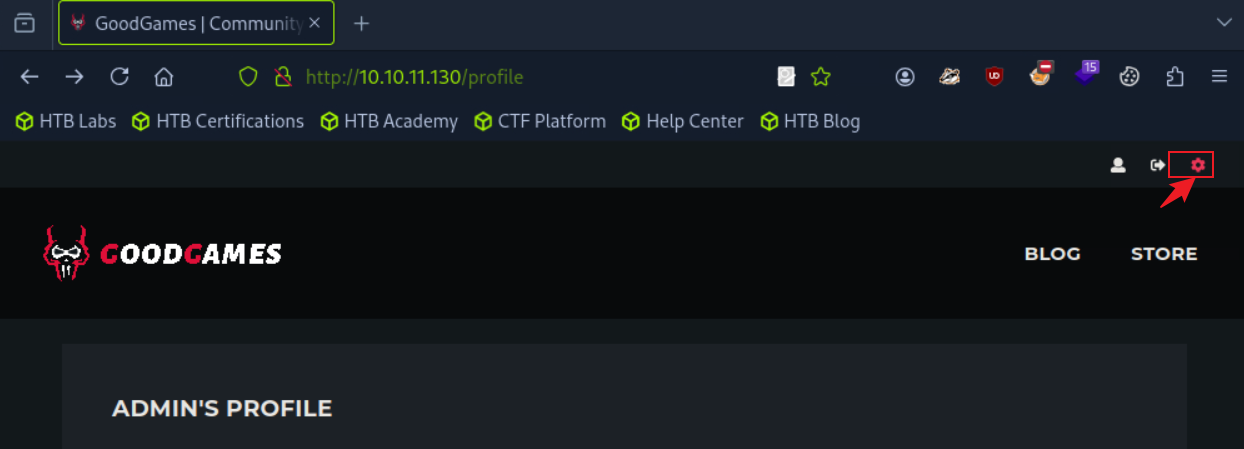 GoodGames | Community
http://10.10.11.130/profile
UD
15
HTB Labs HTB Certifications HTB Academy CTF Platform Help Center HTB Blog
GOODGAMES BLOG STORE
ADMIN'S PROFILE